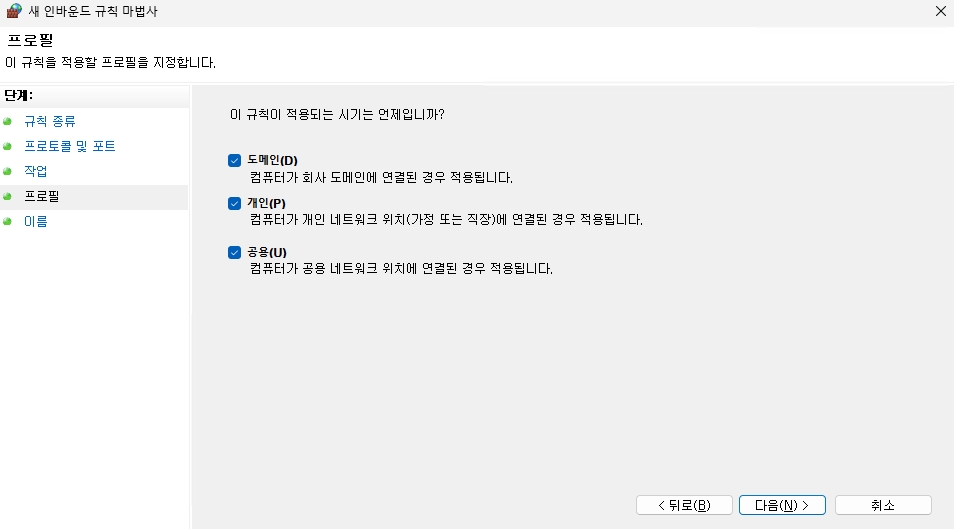 새 인바운드 규칙 마법사
프로필
이 규칙을 적용할 프로필을 지정합니다.
단계:
규칙 종류
프로토콜 및 포트
작업
프로필
이름
이 규칙이 적용되는 시기는 언제입니까?
도메인(D)
컴퓨터가 회사 도메인에 연결된 경우 적용됩니다.
개인(P)
컴퓨터가 개인 네트워크 위치(가정 또는 직장)에 연결된 경우 적용됩니다.
공용(U)
컴퓨터가 공용 네트워크 위치에 연결된 경우 적용됩니다.
< 뒤로(B) 다음(N) > 취소